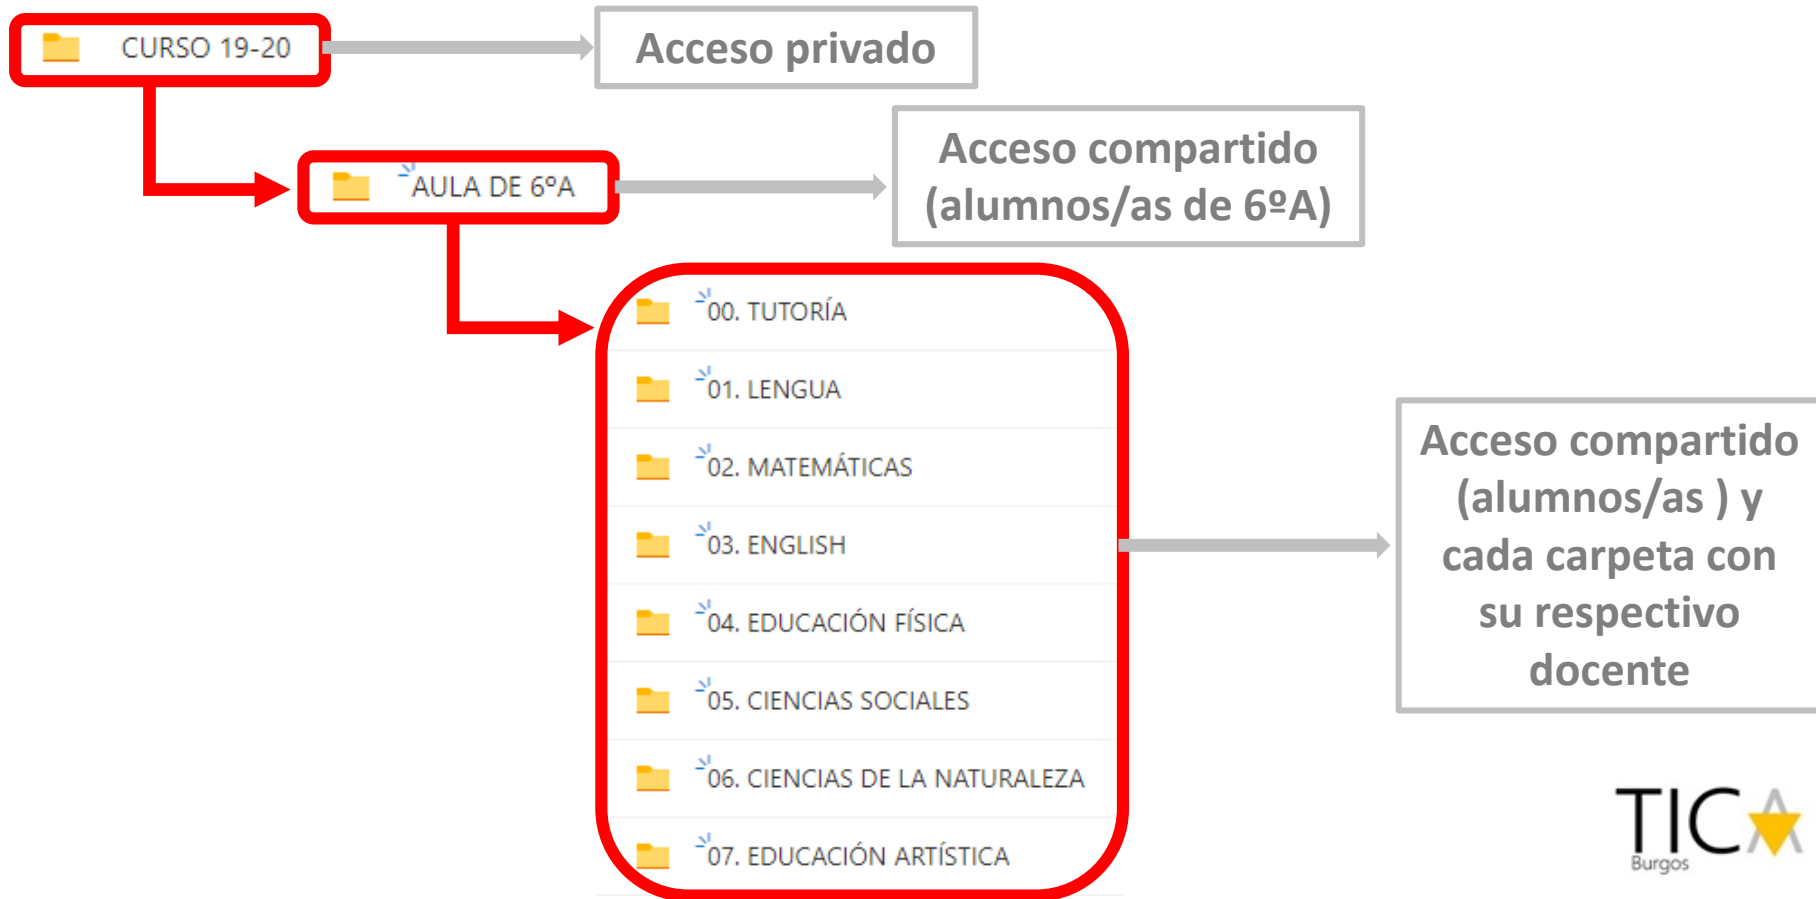 CURSO 19-20
Acceso privado
AULA DE 6ºA
Acceso compartido
(alumnos/as de 6ºA)
00. TUTORÍA
01. LENGUA
02. MATEMÁTICAS
03. ENGLISH
04. EDUCACIÓN FÍSICA
05. CIENCIAS SOCIALES
06. CIENCIAS DE LA NATURALEZA
07. EDUCACIÓN ARTÍSTICA
Acceso compartido
(alumnos/as ) y
cada carpeta con
su respectivo
docente
TICA
Burgos